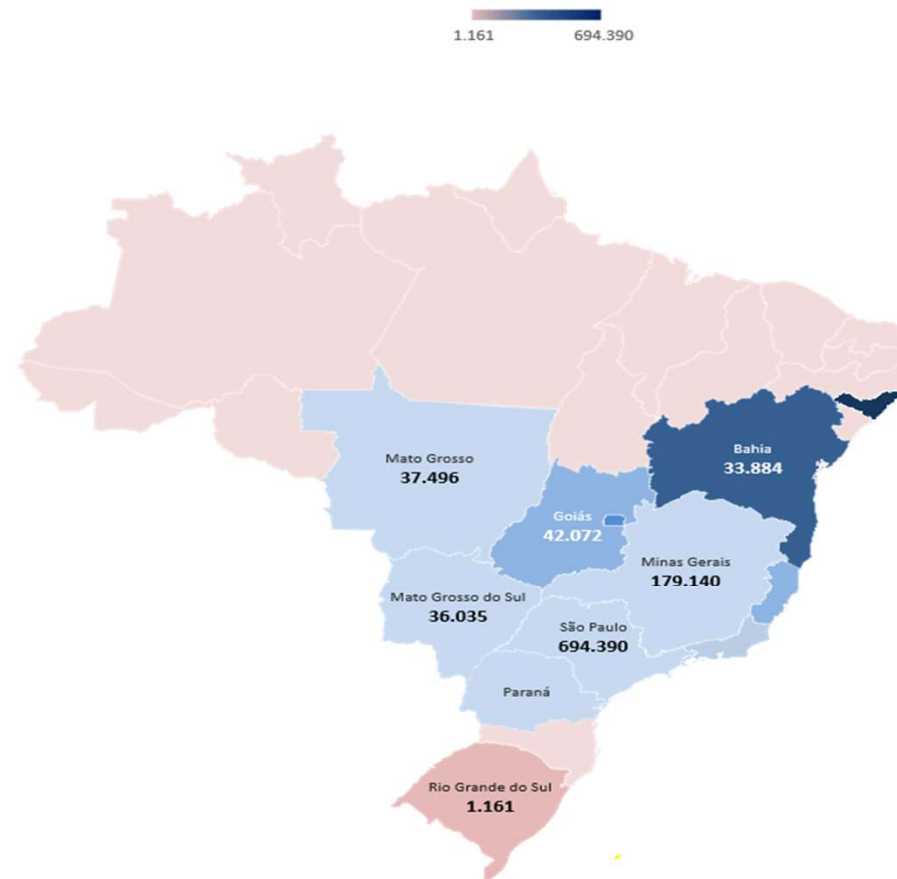 1.161 694.390
Mato Grosso
37.496
Bahia
33.884
Goiás
42.072
Minas Gerais
179.140
Mato Grosso do Sul
36.035
São Paulo
694.390
Paraná
Rio Grande do Sul
1.161